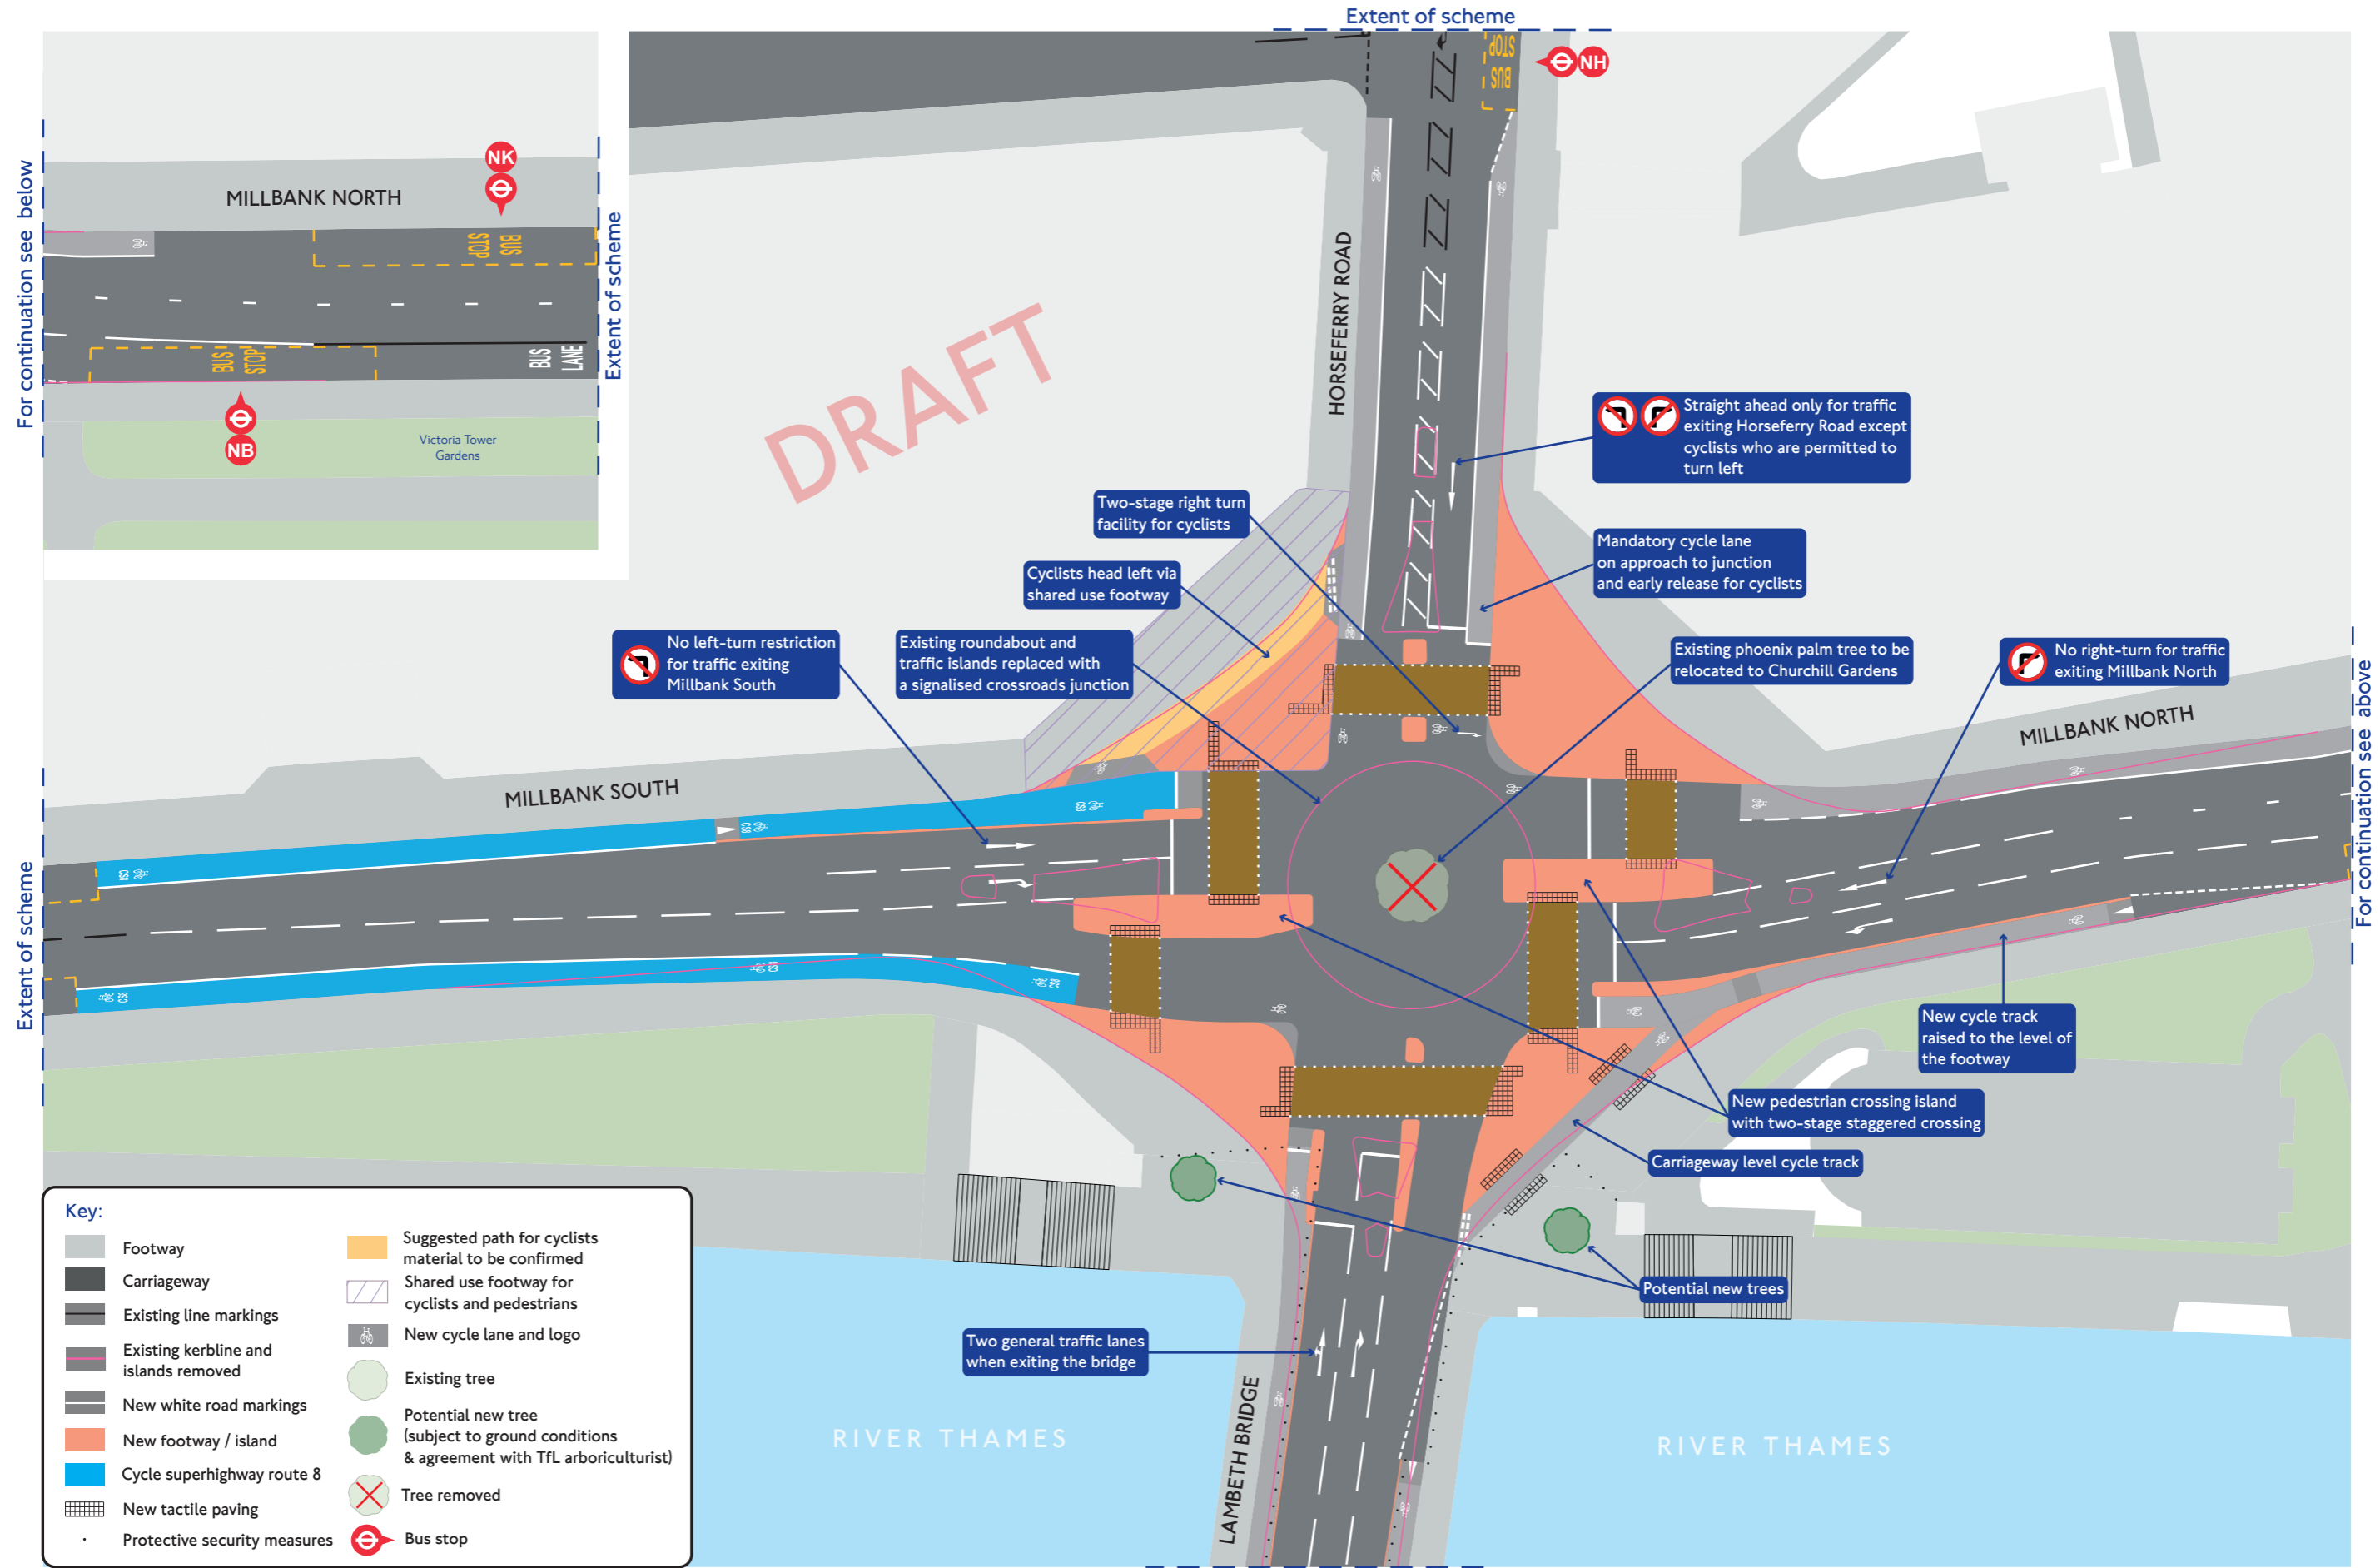 Extent of scheme
BUS
STOP
NH
For continuation see below
MILLBANK NORTH
NK
BUS
STOP
BUS
STOP
BUS
LANE
Extent of scheme
NB
Victoria Tower
Gardens
DRAFT
HORSEFERRY ROAD
Straight ahead only for traffic
exiting Horseferry Road except
cyclists who are permitted to
turn left
Two-stage right turn
facility for cyclists
Mandatory cycle lane
on approach to junction
and early release for cyclists
Cyclists head left via
shared use footway
No left-turn restriction
for traffic exiting
Millbank South
Existing roundabout and
traffic islands replaced with
a signalised crossroads junction
Existing phoenix palm tree to be
relocated to Churchill Gardens
No right-turn for traffic
exiting Millbank North
MILLBANK SOUTH
MILLBANK NORTH
For continuation see above
Extent of scheme
CS8
CS8
CS8
CS8
CS8
CS8
New cycle track
raised to the level of
the footway
New pedestrian crossing island
with two-stage staggered crossing
Carriageway level cycle track
Potential new trees
Two general traffic lanes
when exiting the bridge
LAMBETH BRIDGE
RIVER THAMES
RIVER THAMES
Key:
Footway
Carriageway
Existing line markings
Existing kerbline and
islands removed
New white road markings
New footway / island
Cycle superhighway route 8
New tactile paving
Protective security measures
Suggested path for cyclists
material to be confirmed
Shared use footway for
cyclists and pedestrians
New cycle lane and logo
Existing tree
Potential new tree
(subject to ground conditions
& agreement with TfL arboriculturist)
Tree removed
Bus stop